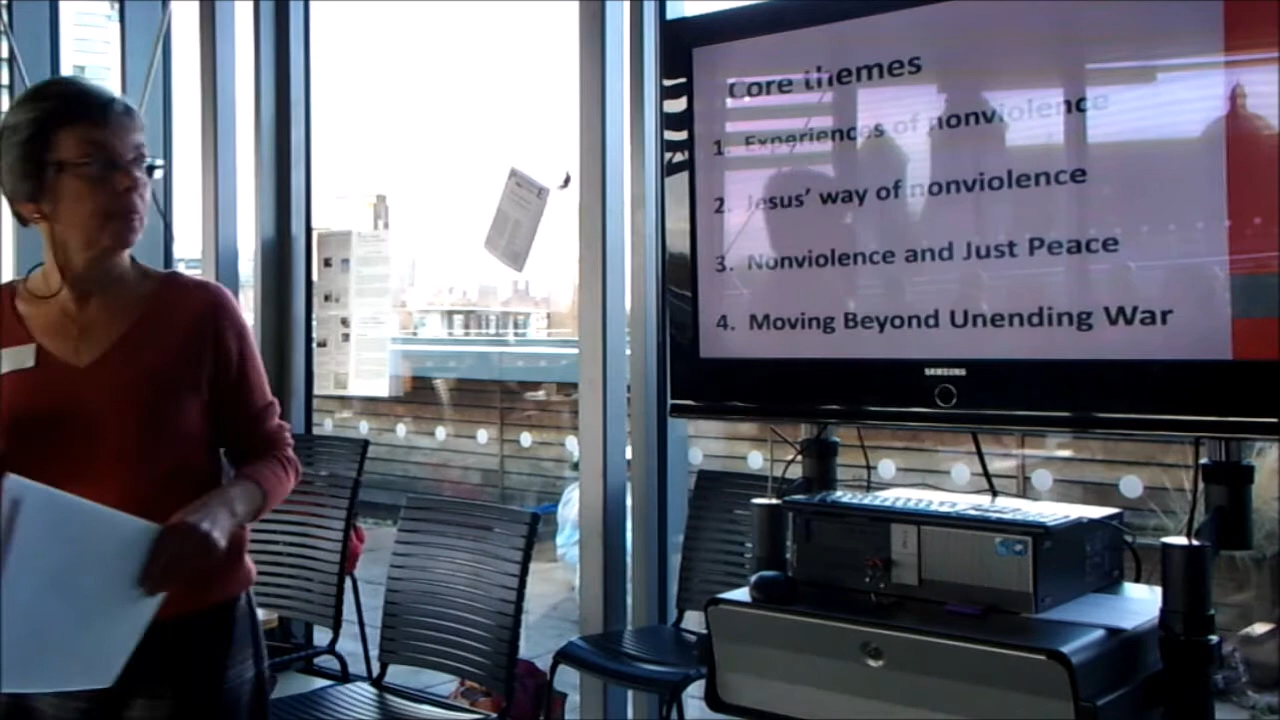 Core themes
1. Experiences of nonviolence
2. Jesus' way of nonviolence
3. Nonviolence and Just Peace
4. Moving Beyond Unending War
SAMSUNG